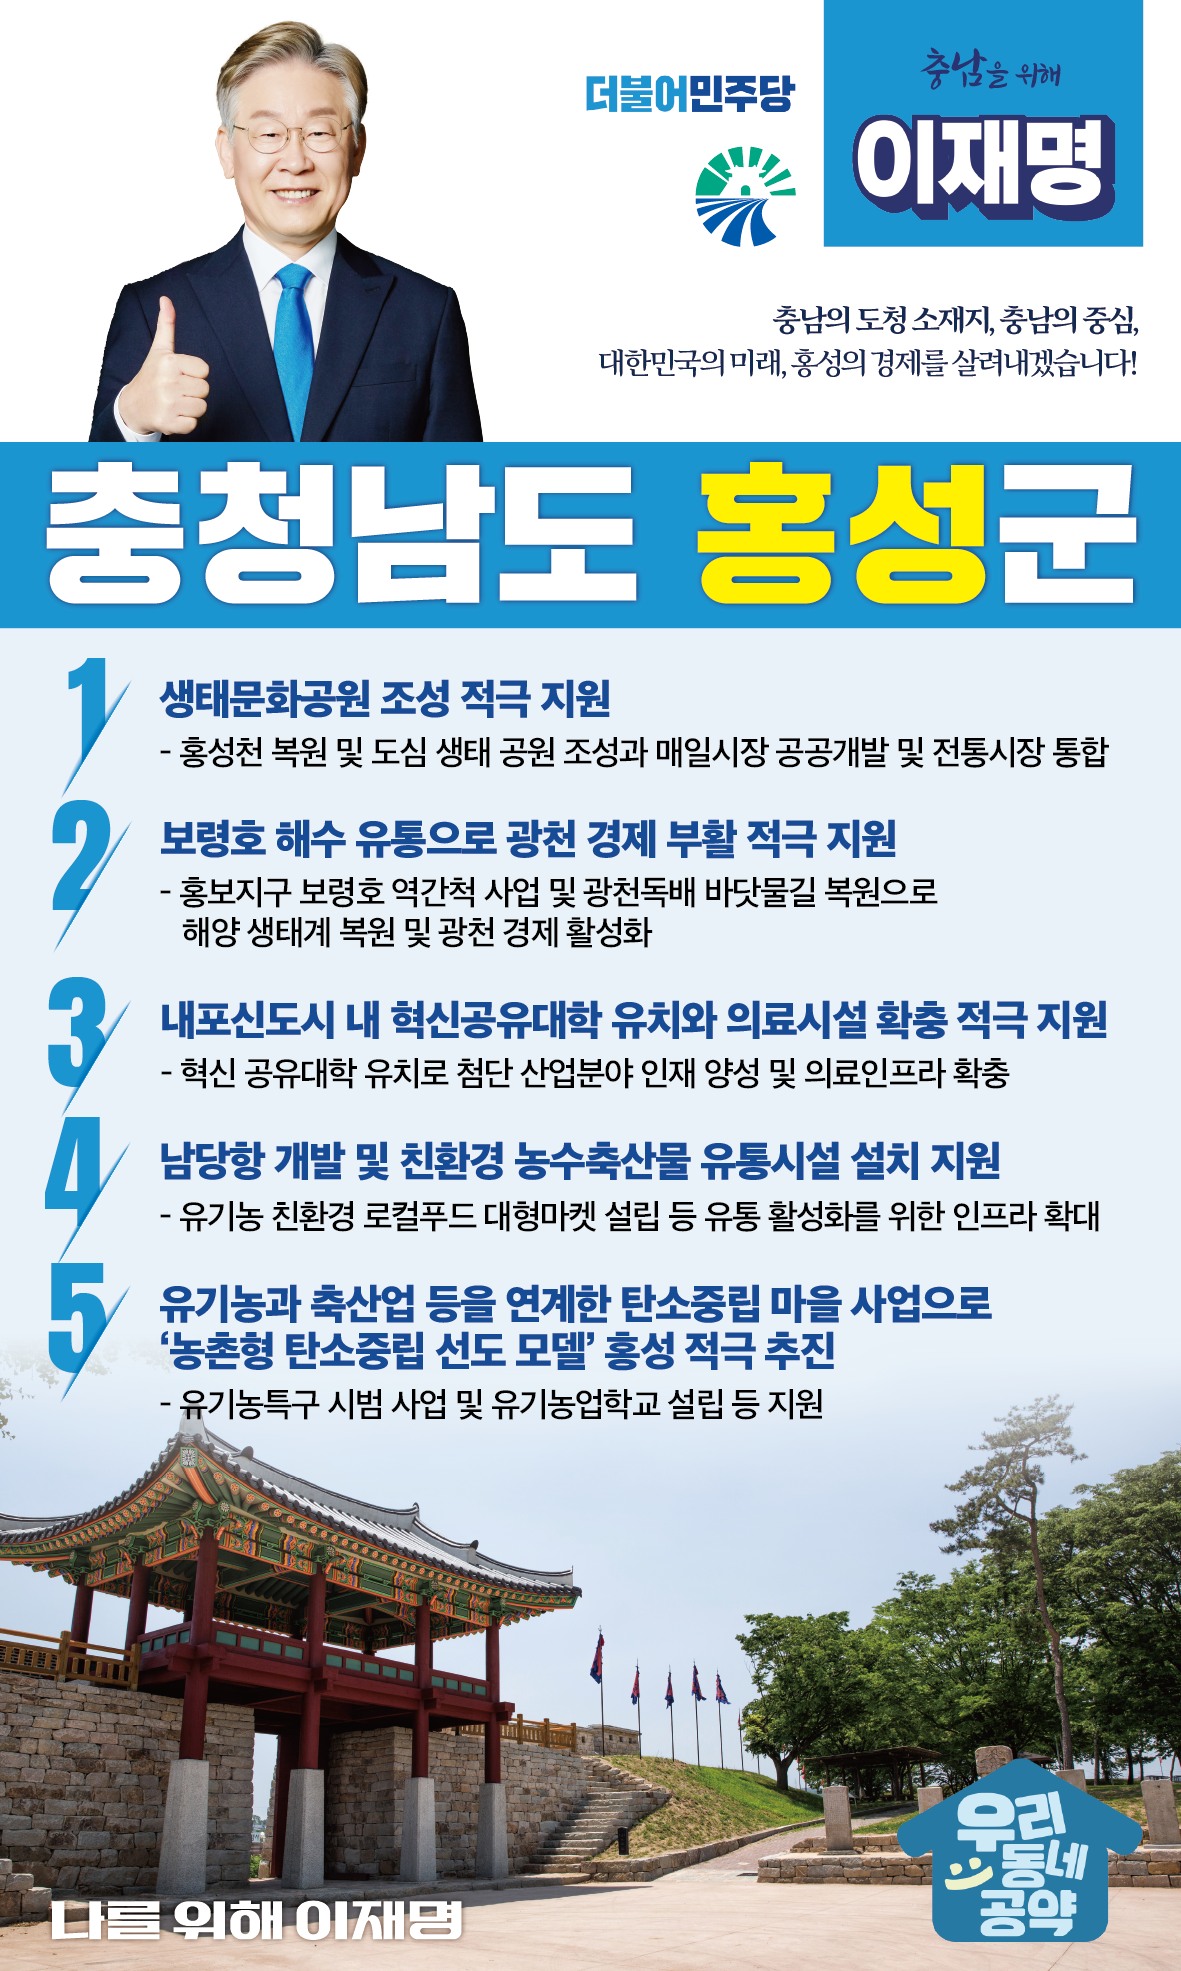 더불어민주당
충남을 위해
이재명
충남의 도청 소재지, 충남의 중심,
대한민국의 미래, 홍성의 경제를 살려내겠습니다!
충청남도 홍성군
1
생태문화공원 조성 적극 지원
- 홍성천 복원 및 도심 생태 공원 조성과 매일시장 공공개발 및 전통시장 통합
2
보령호 해수 유통으로 광천 경제 부활 적극 지원
- 홍보지구 보령호 역간척 사업 및 광천독배 바닷물길 복원으로
해양 생태계 복원 및 광천 경제 활성화
3
내포신도시 내 혁신공유대학 유치와 의료시설 확충 적극 지원
- 혁신 공유대학 유치로 첨단 산업분야 인재 양성 및 의료인프라 확충
4
남당항 개발 및 친환경 농수축산물 유통시설 설치 지원
- 유기농 친환경 로컬푸드 대형마켓 설립 등 유통 활성화를 위한 인프라 확대
5
유기농과 축산업 등을 연계한 탄소중립 마을 사업으로
‘농촌형 탄소중립 선도 모델’ 홍성 적극 추진
- 유기농특구 시범 사업 및 유기농업학교 설립 등 지원
나를 위해 이재명
우리
동네
공약